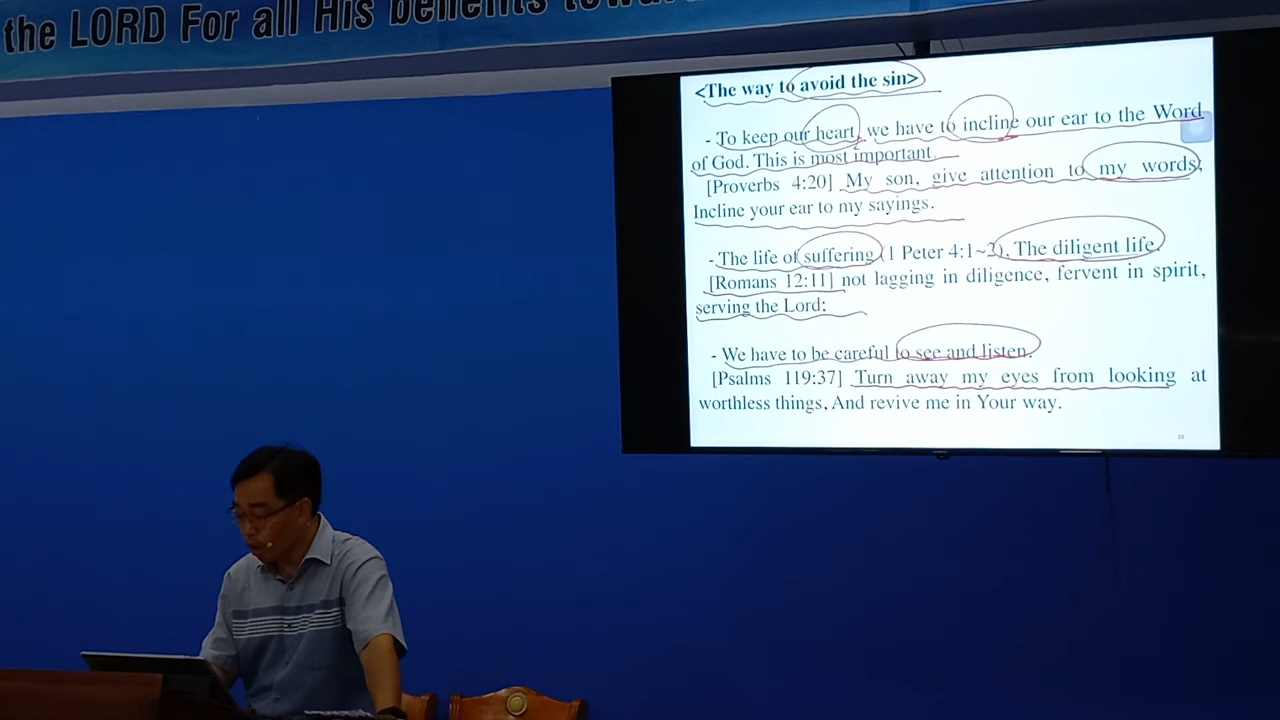 the LORD For all His benefits
<The way to avoid the sin>
- To keep our heart, we have to incline our ear to the Word
of God. This is most important.
[Proverbs 4:20] My son, give attention to my words;
Incline your ear to my sayings.
- The life of suffering (1 Peter 4:1~2). The diligent life.
[Romans 12:11] not lagging in diligence, fervent in spirit,
serving the Lord;
- We have to be careful to see and listen.
[Psalms 119:37] Turn away my eyes from looking at
worthless things, And revive me in Your way.